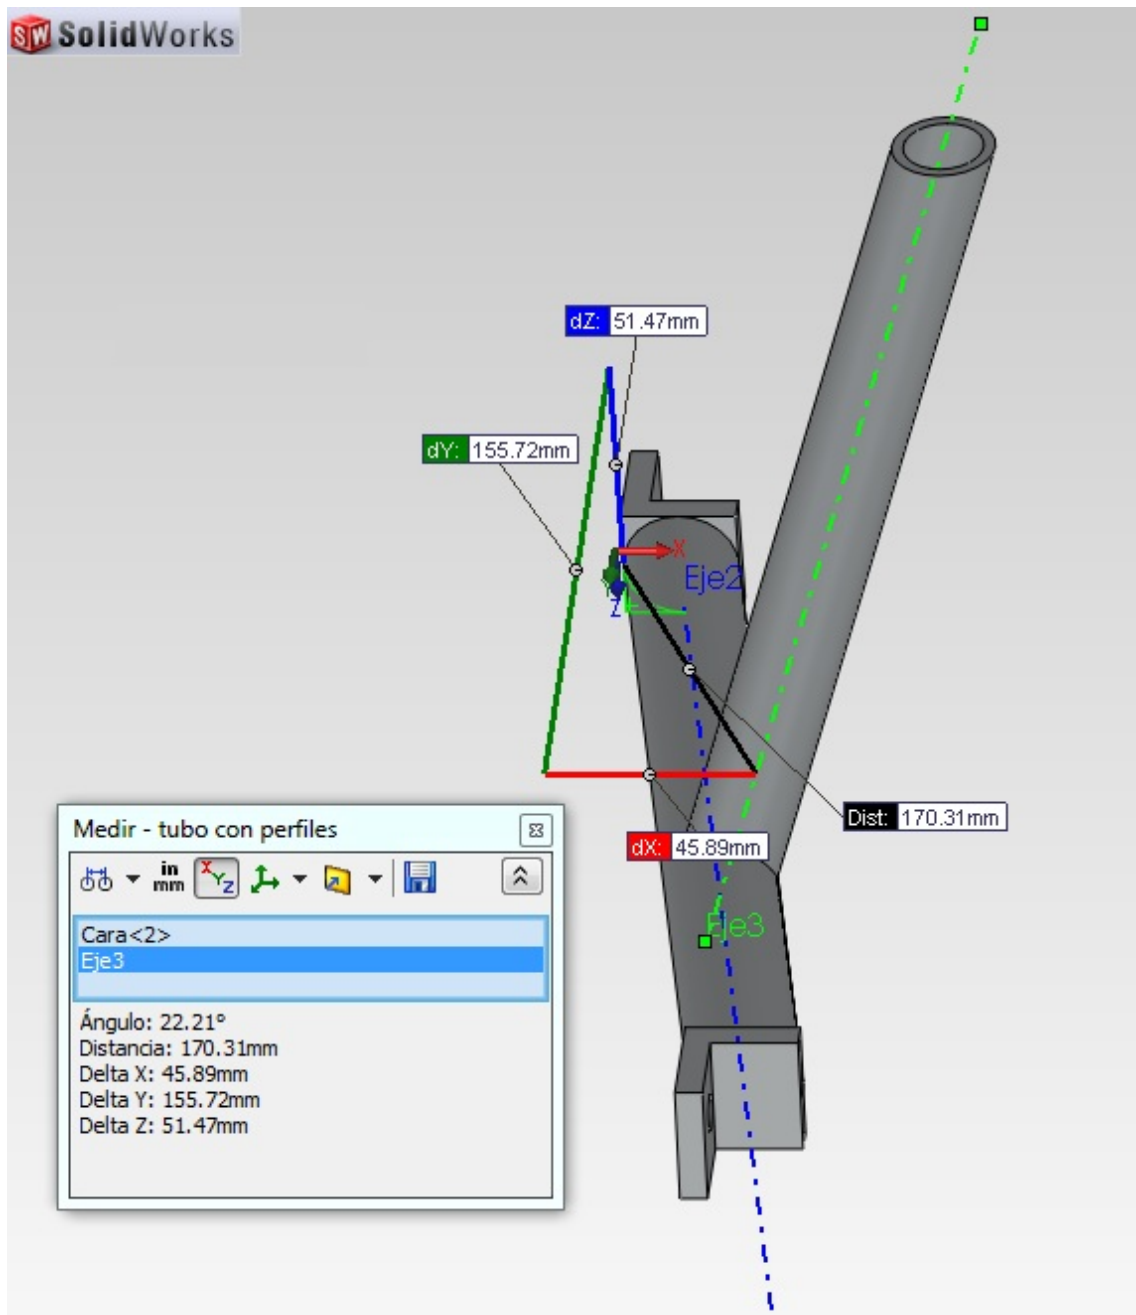 SW SolidWorks
dZ: 51.47mm
dY: 155.72mm
X
Eje2
Y
Z
Dist: 170.31mm
dX: 45.89mm
Eje3
Medir - tubo con perfiles
in
mm
XYZ
Cara<2>
Eje3
Ángulo: 22.21°
Distancia: 170.31mm
Delta X: 45.89mm
Delta Y: 155.72mm
Delta Z: 51.47mm